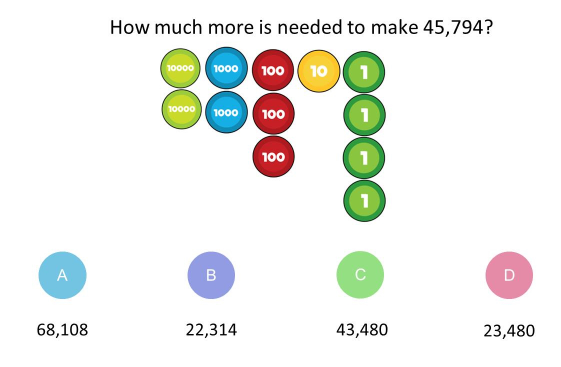 How much more is needed to make 45,794?
10000 1000 100 10 1
10000 1000 100 1
100 1
1
A B C D
68,108 22,314 43,480 23,480